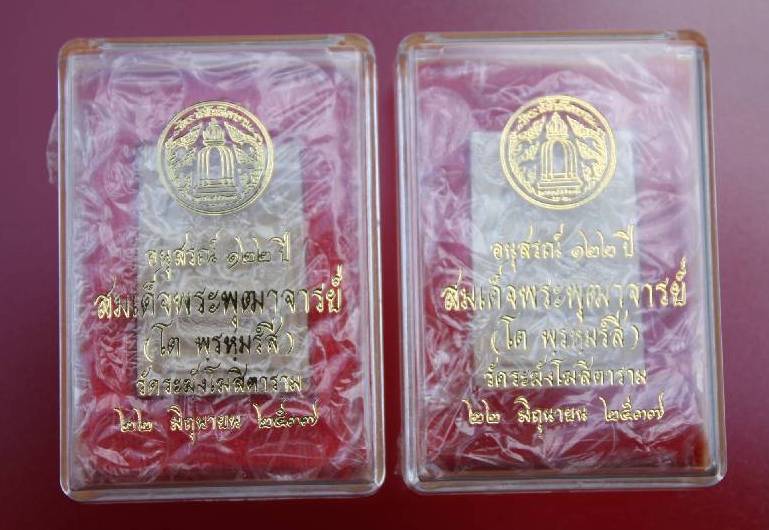 อนุสรณ์ ๑๒๒ ปี
สมเด็จพระพุฒาจารย์
(โต พรหมรํสี)
วัดระฆังโฆสิตาราม
๒๒ มิถุนายน ๒๕๓๗
อนุสรณ์ ๑๒๒ ปี
สมเด็จพระพุฒาจารย์
(โต พรหมรํสี)
วัดระฆังโฆสิตาราม
๒๒ มิถุนายน ๒๕๓๗